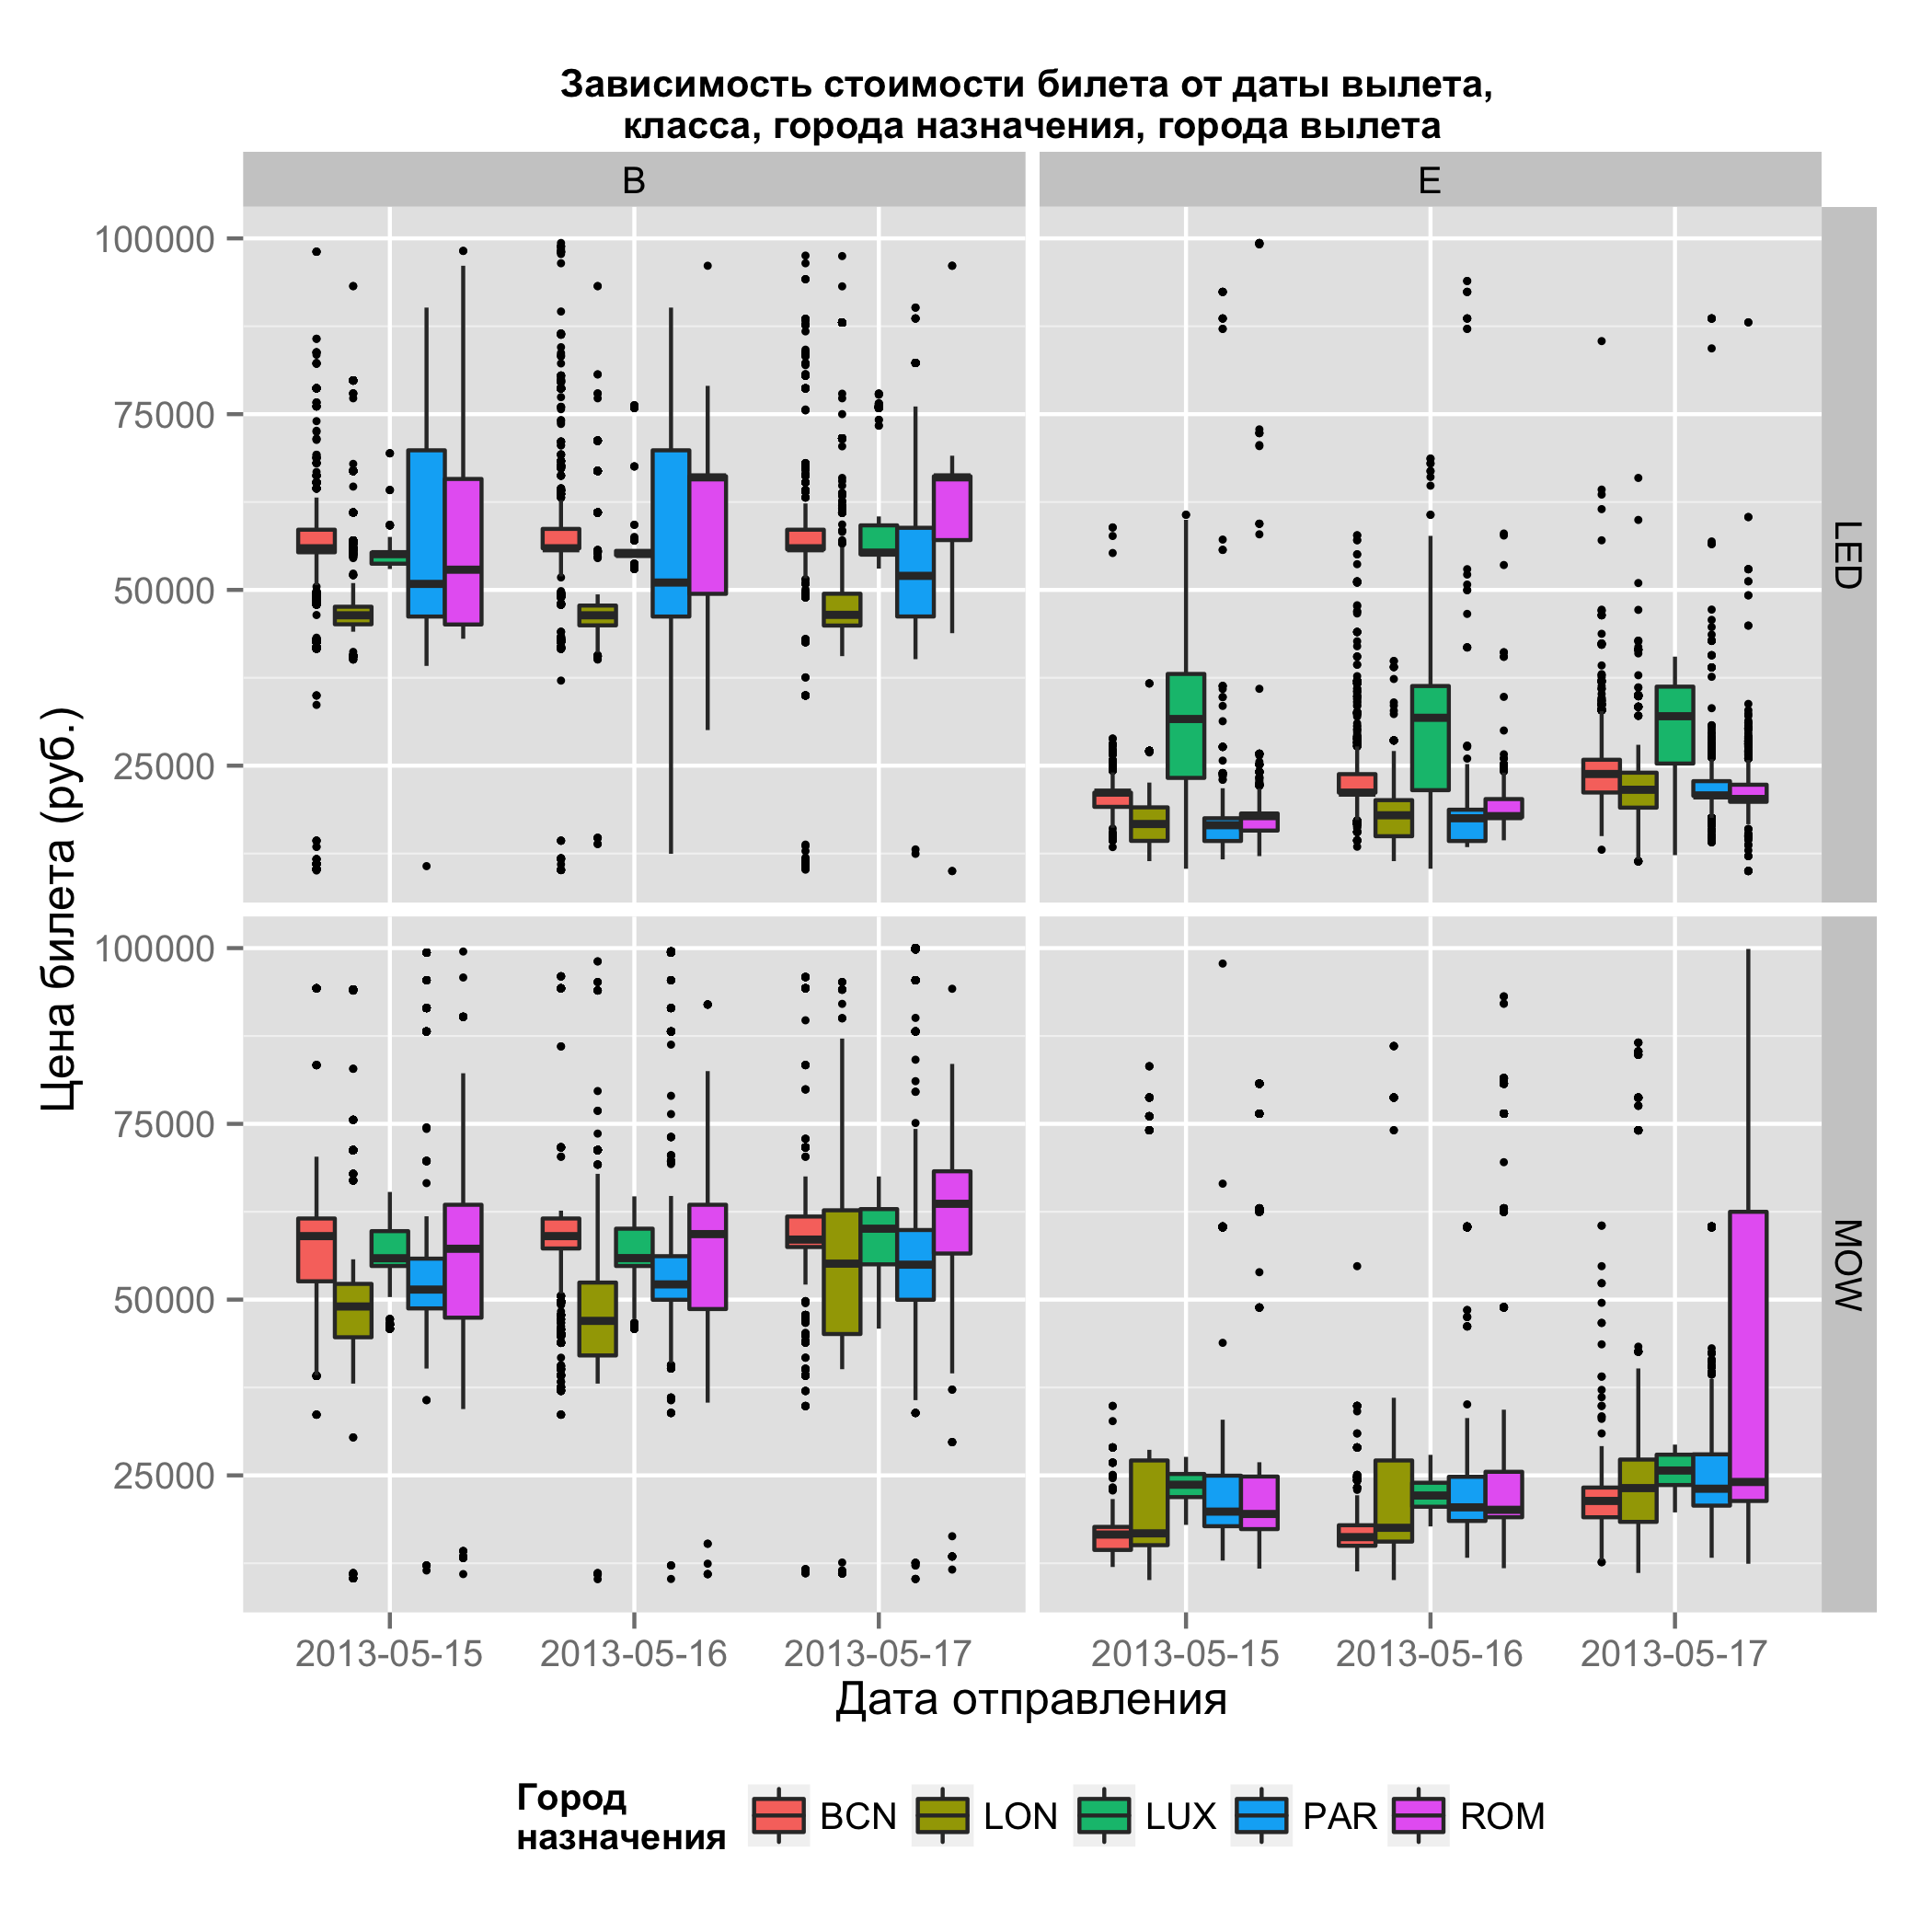 Зависимость стоимости билета от даты вылета,
класса, города назначения, города вылета
B
E
100000
75000
50000
25000
LED
Цена билета (руб.)
100000
75000
50000
25000
MOW
2013-05-15
2013-05-16
2013-05-17
2013-05-15
2013-05-16
2013-05-17
Дата отправления
Город
назначения
BCN
LON
LUX
PAR
ROM